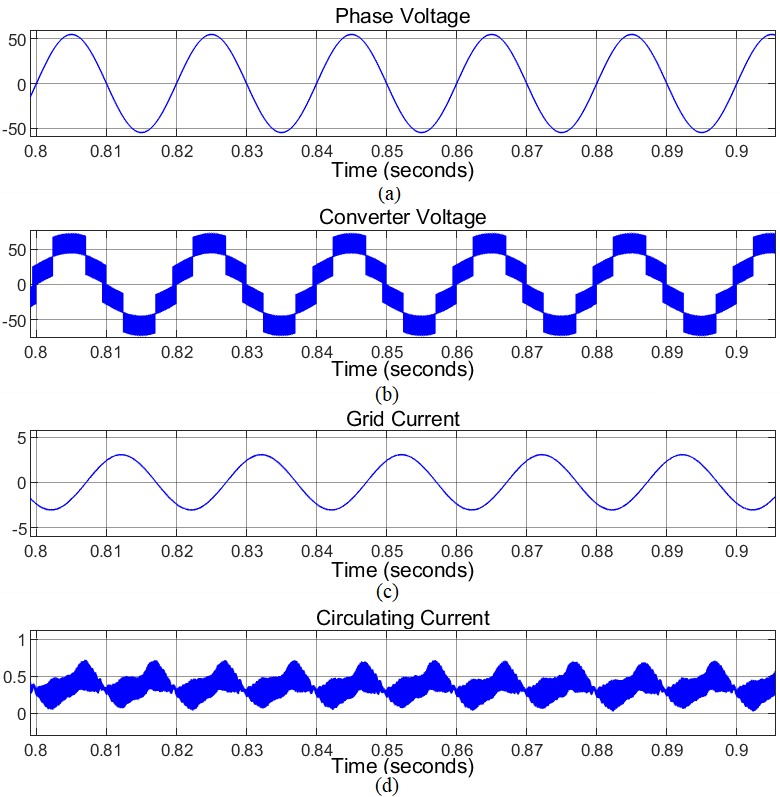 Phase Voltage
50
0
-50
0.8 0.81 0.82 0.83 0.84 0.85 0.86 0.87 0.88 0.89 0.9
Time (seconds)
(a)
Converter Voltage
50
0
-50
0.8 0.81 0.82 0.83 0.84 0.85 0.86 0.87 0.88 0.89 0.9
Time (seconds)
(b)
Grid Current
5
0
-5
0.8 0.81 0.82 0.83 0.84 0.85 0.86 0.87 0.88 0.89 0.9
Time (seconds)
(c)
Circulating Current
1
0.5
0
0.8 0.81 0.82 0.83 0.84 0.85 0.86 0.87 0.88 0.89 0.9
Time (seconds)
(d)